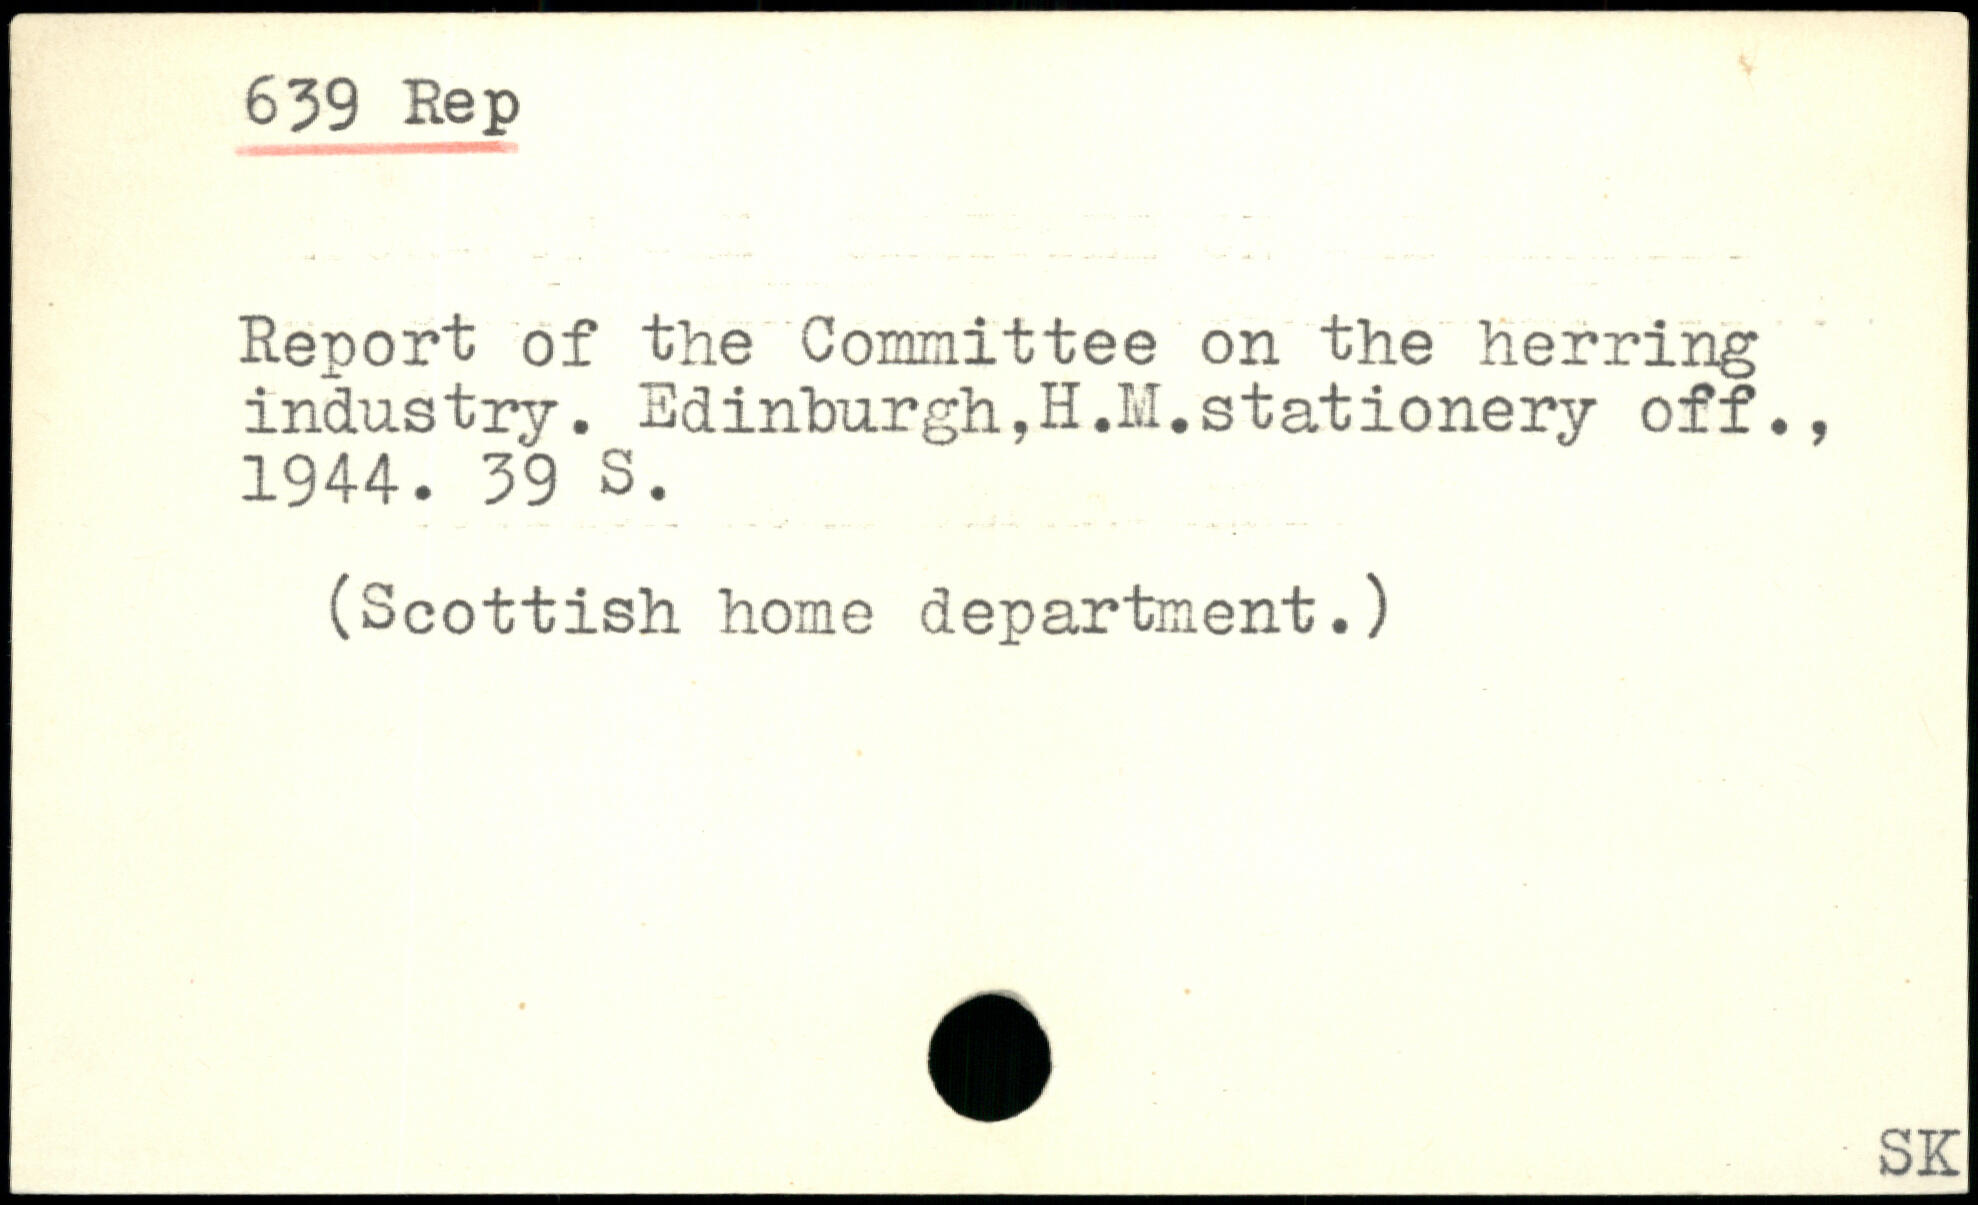 639 Rep
Report of the Committee on the herring
industry. Edinburgh,H.M.stationery off.,
1944. 39 S.
(Scottish home department.)
SK